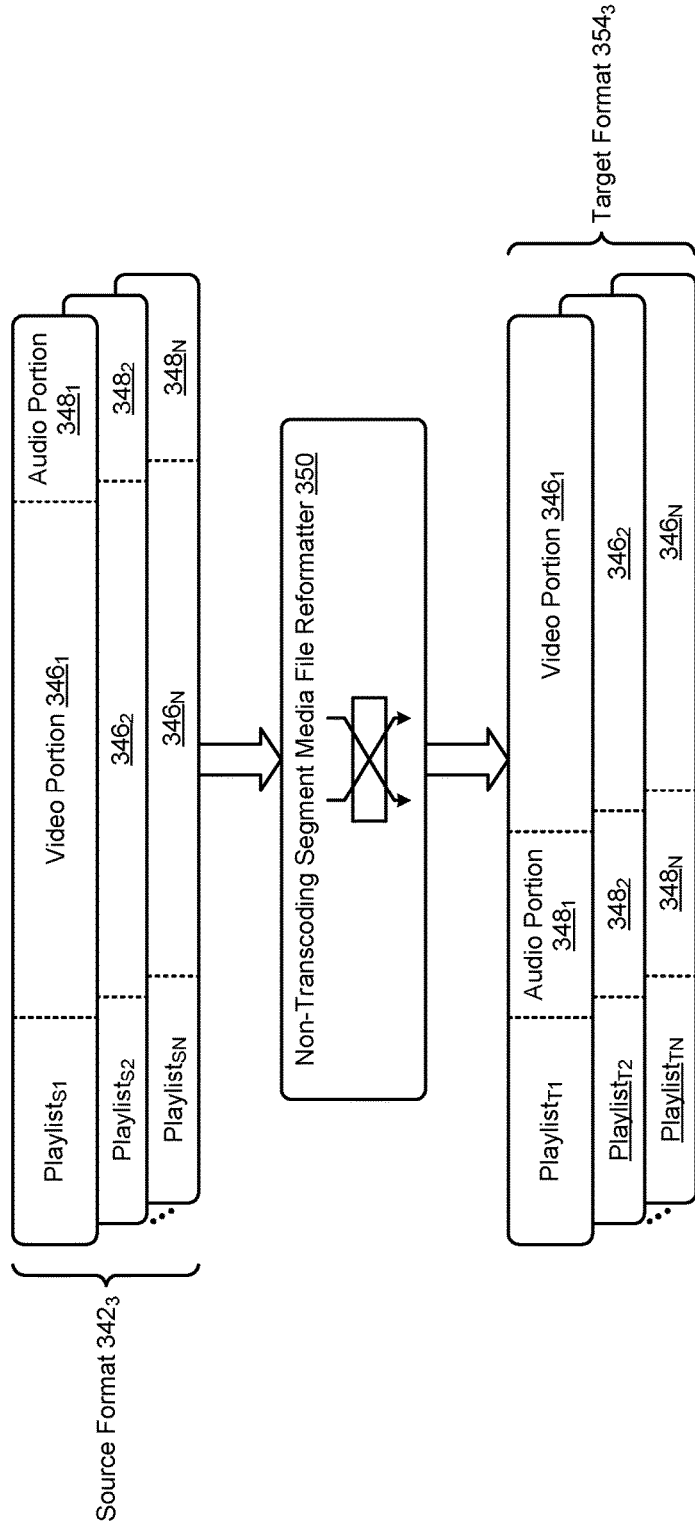 Source Format 342₃
Playlist_S1 Video Portion 346₁ Audio Portion 348₁
Playlist_S2 346₂ 348₂
Playlist_SN 346_N 348_N
Non-Transcoding Segment Media File Reformatter 350
Playlist_T1 Audio Portion 348₁ Video Portion 346₁
Playlist_T2 348₂ 346₂
Playlist_TN 348_N 346_N
Target Format 354₃